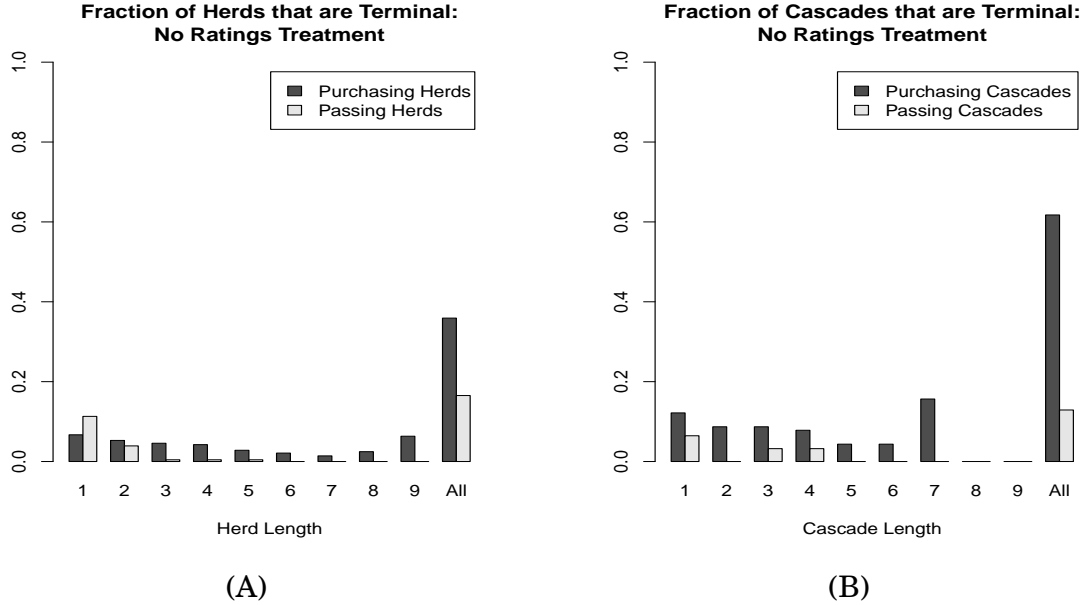 Fraction of Herds that are Terminal:
No Ratings Treatment
1.0
0.8
0.6
0.4
0.2
0.0
Purchasing Herds
Passing Herds
1 2 3 4 5 6 7 8 9 All
Herd Length
(A)
Fraction of Cascades that are Terminal:
No Ratings Treatment
1.0
0.8
0.6
0.4
0.2
0.0
Purchasing Cascades
Passing Cascades
1 2 3 4 5 6 7 8 9 All
Cascade Length
(B)